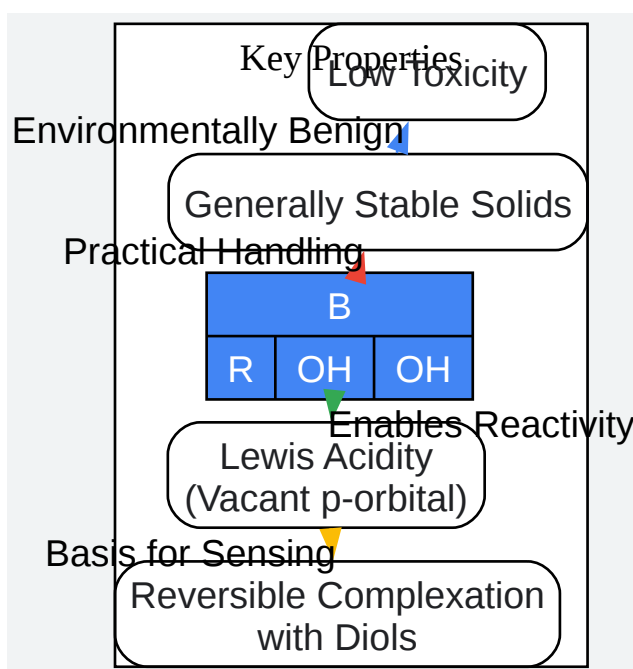 Key Properties
Low Toxicity
Environmentally Benign
Generally Stable Solids
Practical Handling
B
R OH OH
Enables Reactivity
Lewis Acidity
(Vacant p-orbital)
Basis for Sensing
Reversible Complexation
with Diols